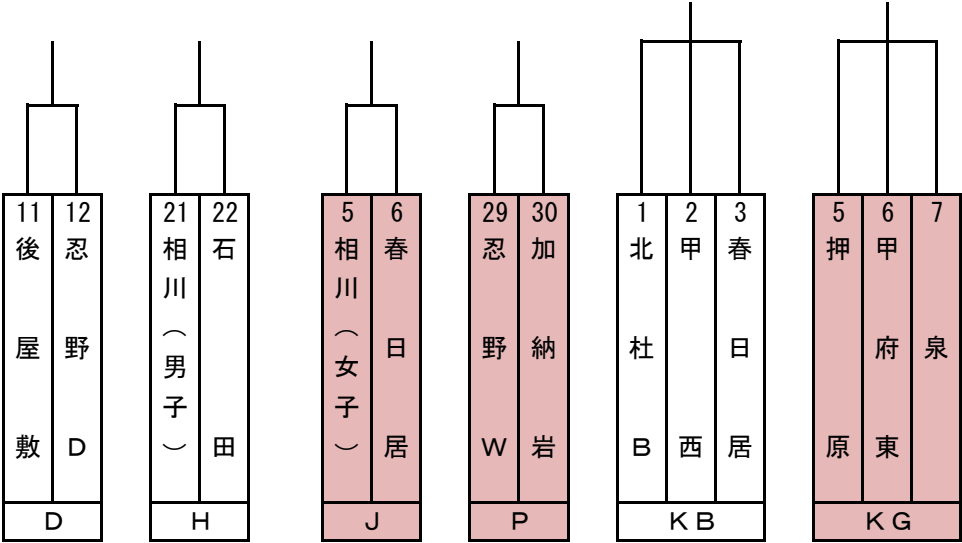 11 後屋敷
12 忍野D
D
21 相川(男子)
22 石田
H
5 相川(女子)
6 春日居
J
29 忍野W
30 加納岩
P
1 北杜B
2 甲西
3 春日居
KB
5 押原
6 甲府東
7 泉
KG